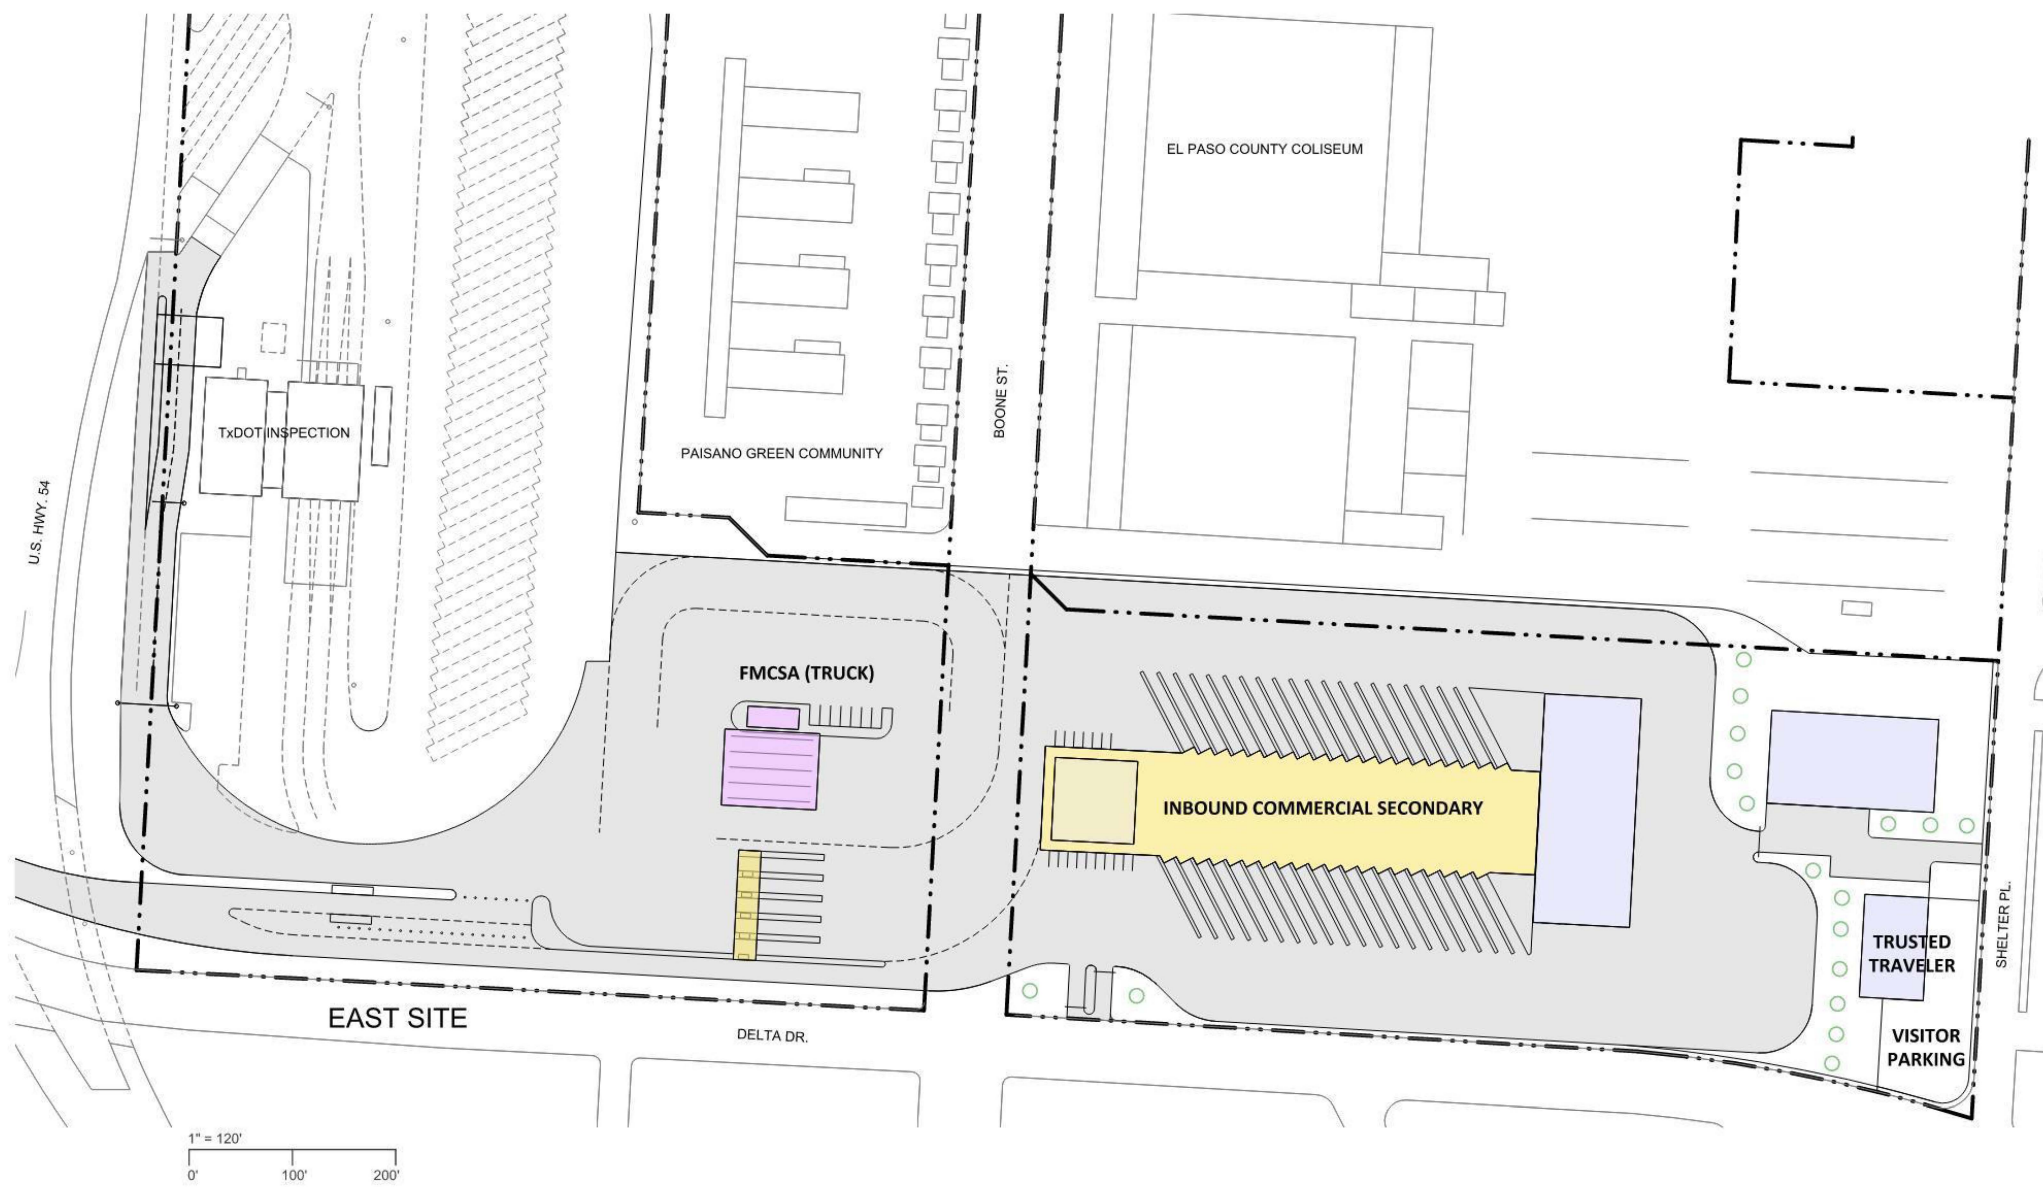 EL PASO COUNTY COLISEUM
BOONE ST.
TxDOT INSPECTION
PAISANO GREEN COMMUNITY
U.S. HWY. 54
FMCSA (TRUCK)
INBOUND COMMERCIAL SECONDARY
SHELTER PL.
TRUSTED
TRAVELER
EAST SITE
DELTA DR.
VISITOR
PARKING
1" = 120'
0' 100' 200'